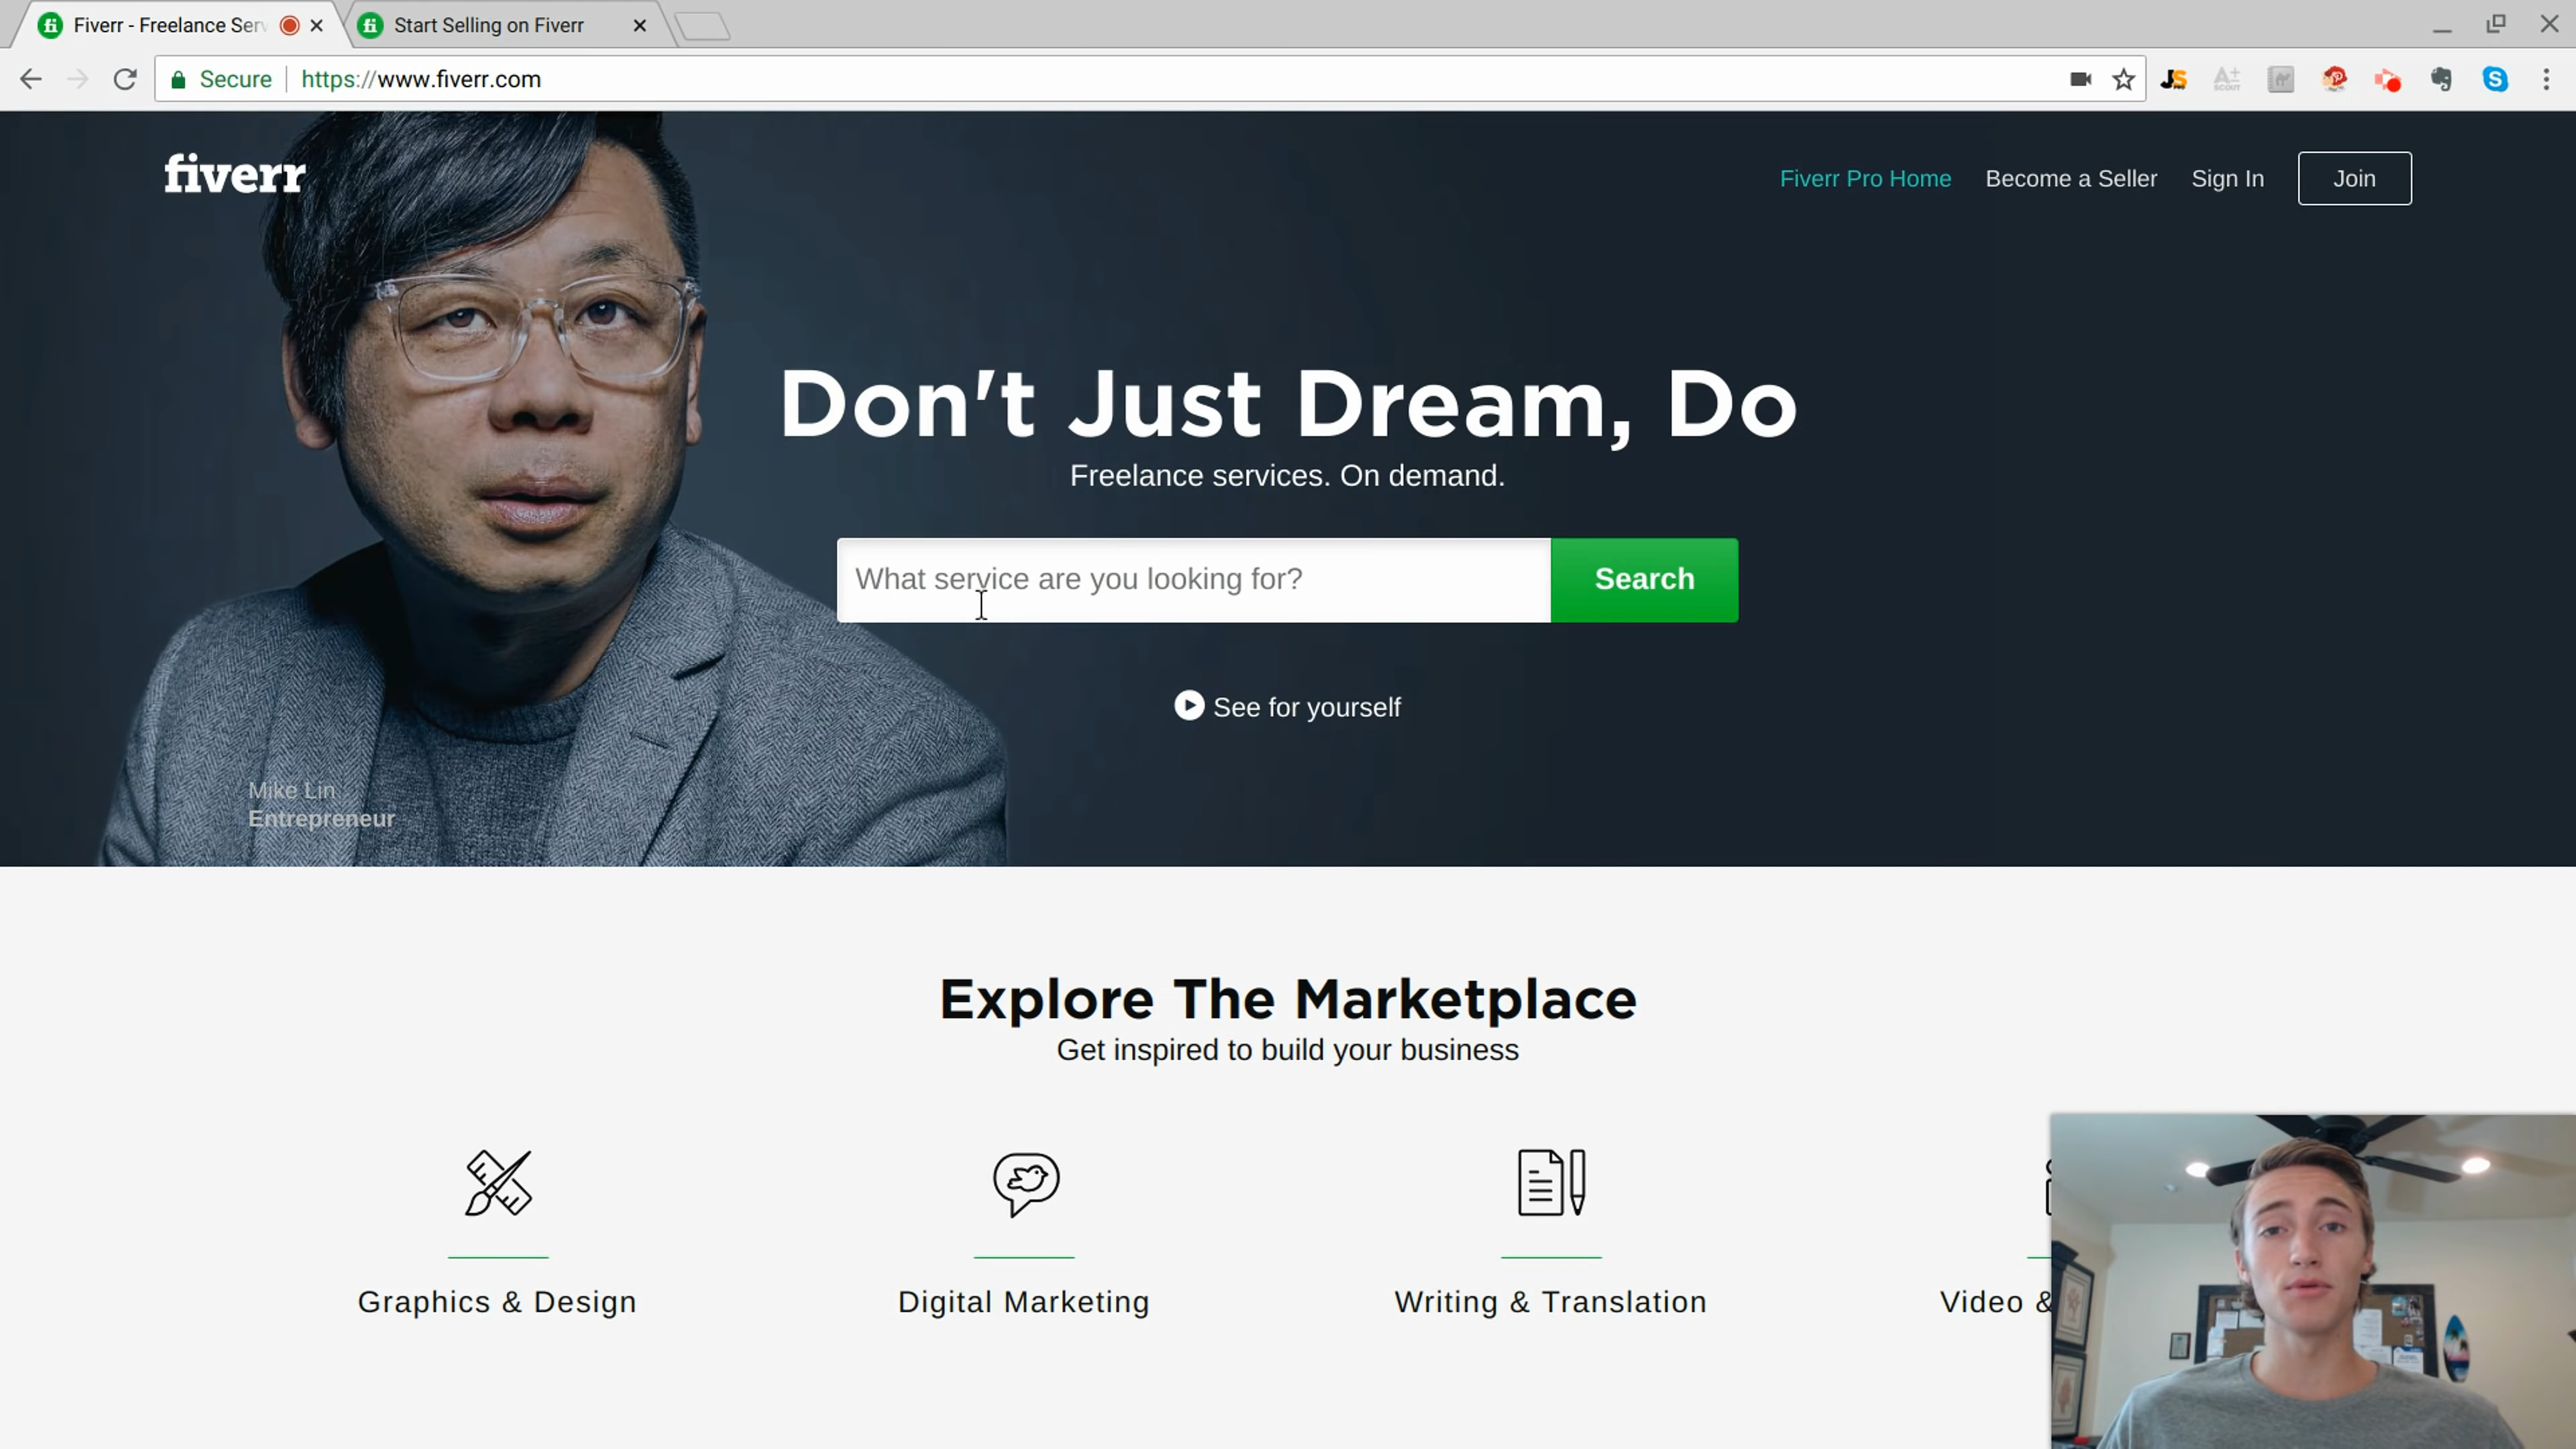 Fiverr - Freelance Ser
Start Selling on Fiverr
Secure
https://www.fiverr.com
fiverr
Fiverr Pro Home
Become a Seller
Sign In
Join
Don't Just Dream, Do
Freelance services. On demand.
What service are you looking for?
Search
See for yourself
Mike Lin
Entrepreneur
Explore The Marketplace
Get inspired to build your business
Graphics & Design
Digital Marketing
Writing & Translation
Video &